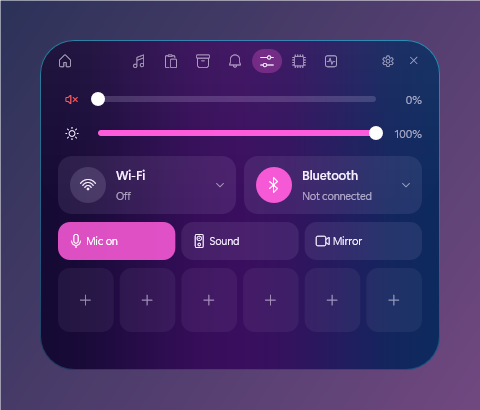 0%
100%
Wi-Fi
Off
Bluetooth
Not connected
Mic on
Sound
Mirror